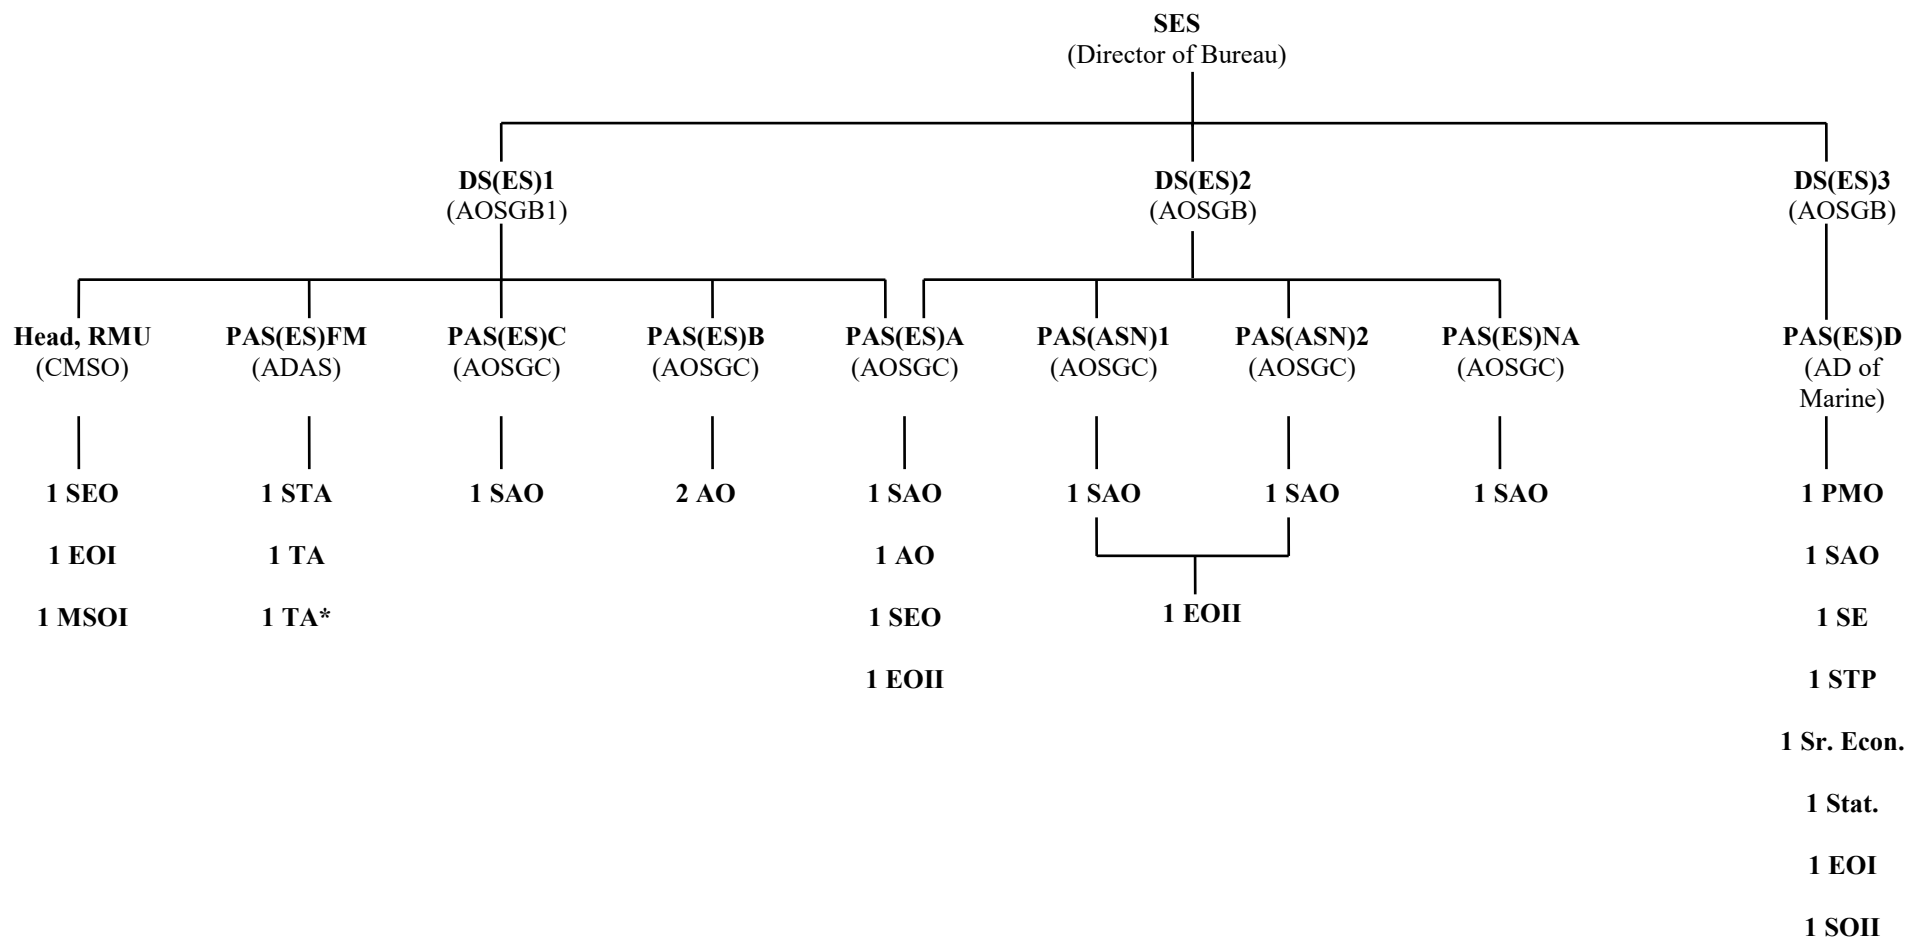 SES
(Director of Bureau)
DS(ES)1
(AOSGB1)
DS(ES)2
(AOSGB)
DS(ES)3
(AOSGB)
Head, RMU
(CMSO)
PAS(ES)FM
(ADAS)
PAS(ES)C
(AOSGC)
PAS(ES)B
(AOSGC)
PAS(ES)A
(AOSGC)
PAS(ASN)1
(AOSGC)
PAS(ASN)2
(AOSGC)
PAS(ES)NA
(AOSGC)
PAS(ES)D
(AD of
Marine)
1 SEO
1 EOI
1 MSOI
1 STA
1 TA
1 TA*
1 SAO
2 AO
1 SAO
1 AO
1 SEO
1 EOII
1 SAO
1 SAO
1 EOII
1 SAO
1 PMO
1 SAO
1 SE
1 STP
1 Sr. Econ.
1 Stat.
1 EOI
1 SOII